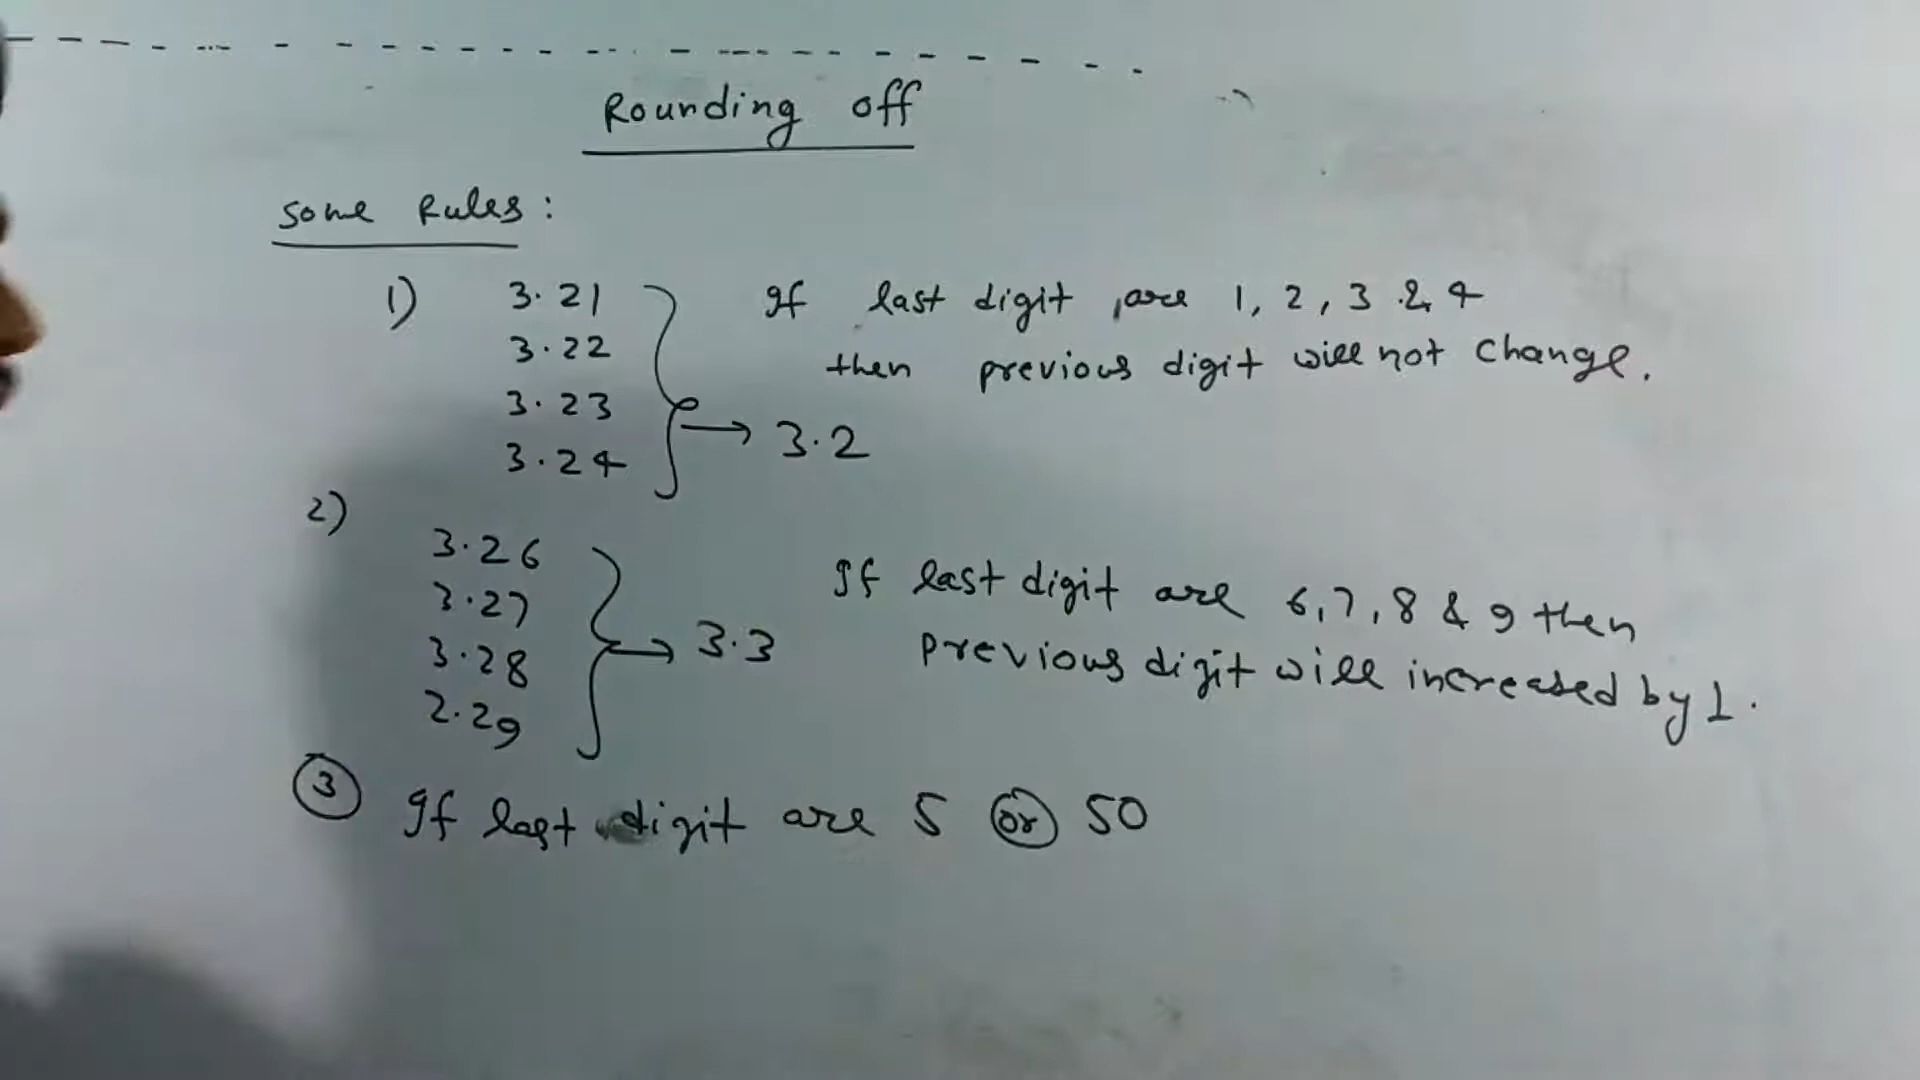 Rounding off
Some Rules:
1) 3.21 If last digit are 1, 2, 3 & 4
3.22 then previous digit will not change.
3.23
→ 3.2
3.24
2)
3.26 If last digit are 6,7,8 & 9 then
3.27
→ 3.3 previous digit will increased by 1.
3.28
2.29
3 If last digit are 5 or 50